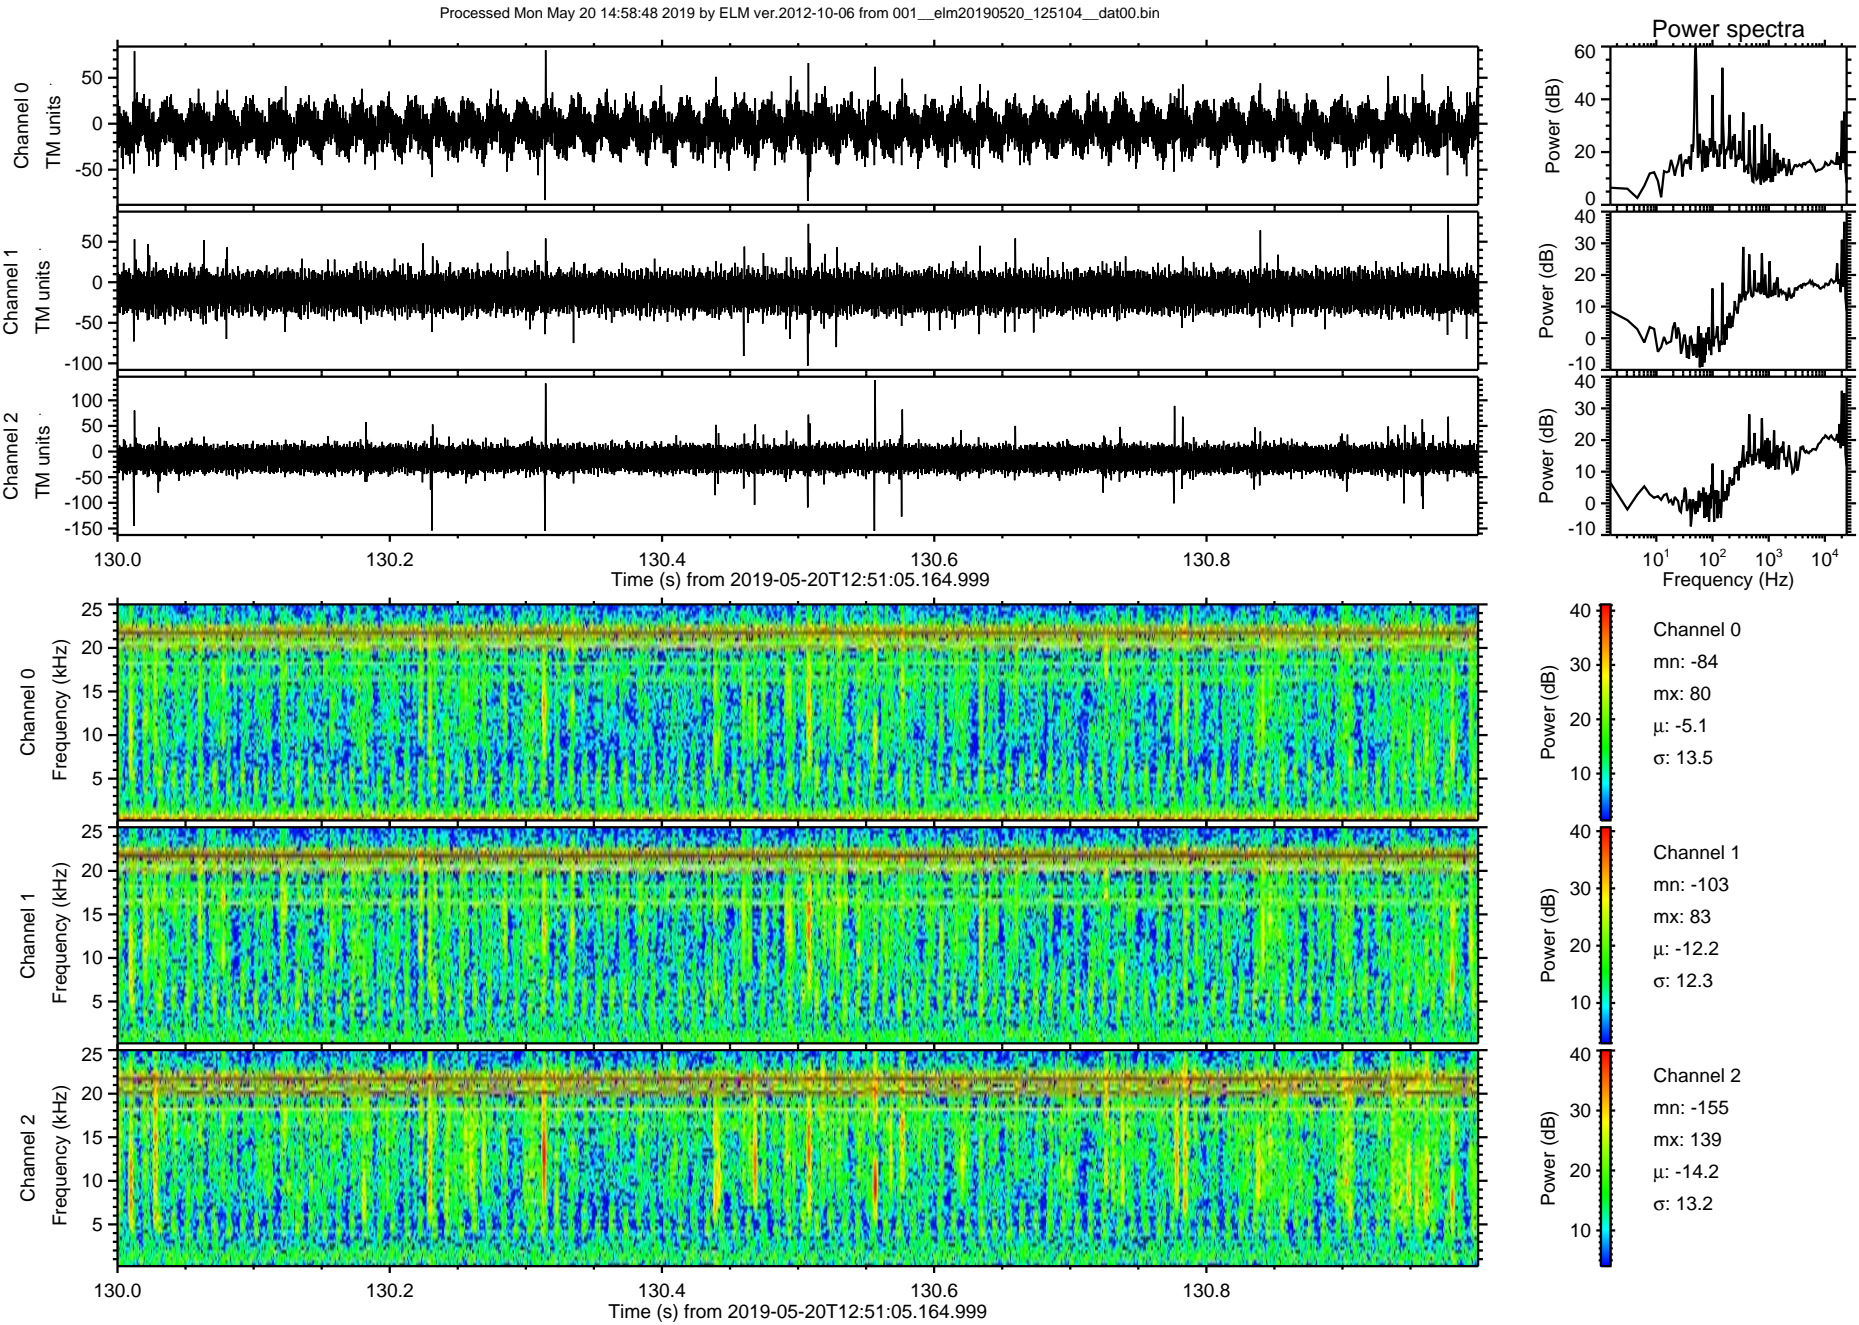 Processed Mon May 20 14:58:48 2019 by ELM ver.2012-10-06 from 001__elm20190520_125104__dat00.bin
Power spectra
Channel 0
TM units
50
0
-50
Power (dB)
60
40
20
0
Channel 1
TM units
50
0
-50
-100
Power (dB)
40
30
20
10
0
-10
Channel 2
TM units
100
50
0
-50
-100
-150
Power (dB)
40
30
20
10
0
-10
130.0 130.2 130.4 130.6 130.8
Time (s) from 2019-05-20T12:51:05.164.999
10^1 10^2 10^3 10^4
Frequency (Hz)
Channel 0
Frequency (kHz)
25
20
15
10
5
Power (dB)
40
30
20
10
Channel 0
mn: -84
mx: 80
μ: -5.1
σ: 13.5
Channel 1
Frequency (kHz)
25
20
15
10
5
Power (dB)
40
30
20
10
Channel 1
mn: -103
mx: 83
μ: -12.2
σ: 12.3
Channel 2
Frequency (kHz)
25
20
15
10
5
Power (dB)
40
30
20
10
Channel 2
mn: -155
mx: 139
μ: -14.2
σ: 13.2
130.0 130.2 130.4 130.6 130.8
Time (s) from 2019-05-20T12:51:05.164.999